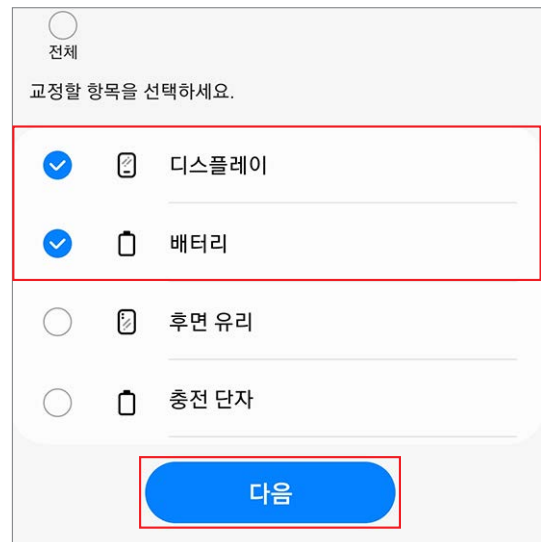 전체
교정할 항목을 선택하세요.
디스플레이
배터리
후면 유리
충전 단자
다음